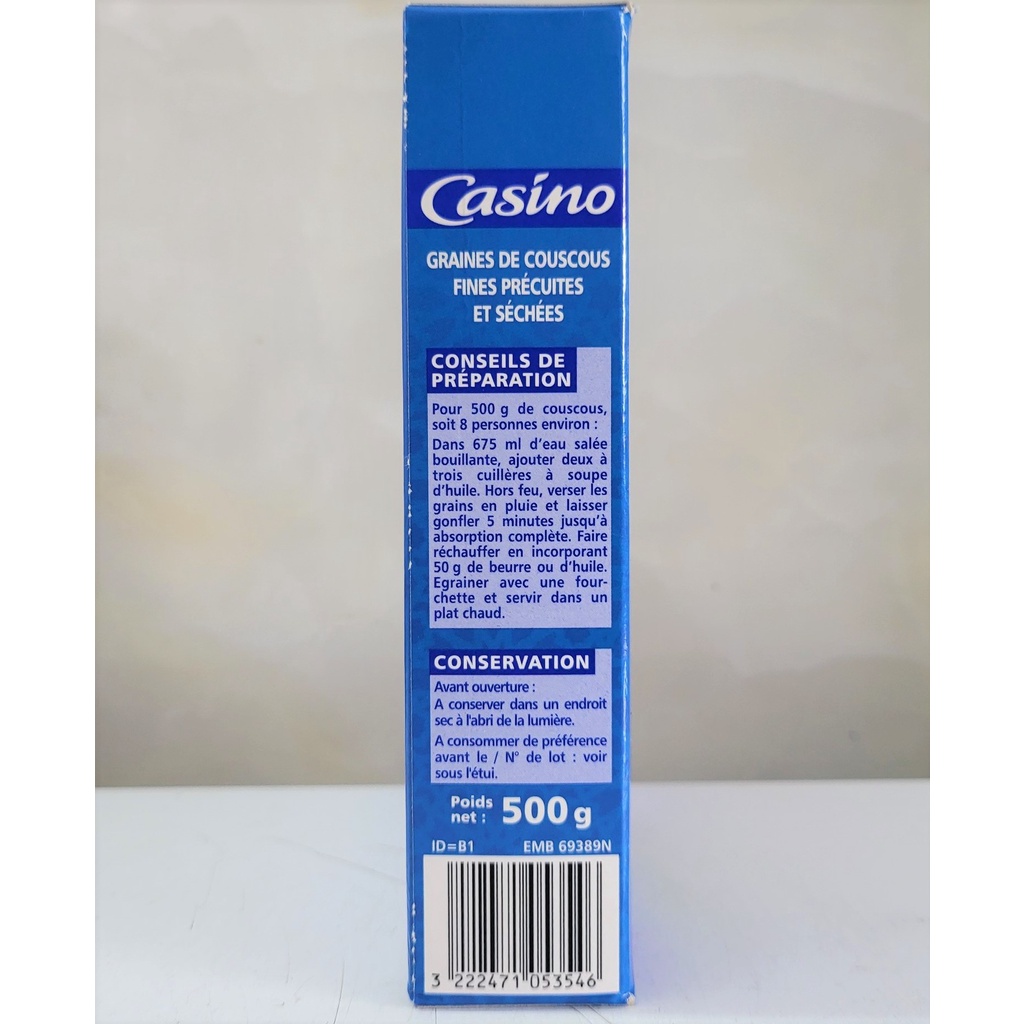 Casino
GRAINES DE COUSCOUS
FINES PRÉCUITES
ET SÉCHÉES
CONSEILS DE
PRÉPARATION
Pour 500 g de couscous,
soit 8 personnes environ :
Dans 675 ml d'eau salée
bouillante, ajouter deux à
trois cuillères à soupe
d'huile. Hors feu, verser les
grains en pluie et laisser
gonfler 5 minutes jusqu'à
absorption complète. Faire
réchauffer en incorporant
50 g de beurre ou d'huile.
Egrainer avec une four-
chette et servir dans un
plat chaud.
CONSERVATION
Avant ouverture :
A conserver dans un endroit
sec à l'abri de la lumière.
A consommer de préférence
avant le / N° de lot : voir
sous l'étui.
Poids
net : 500 g
ID=B1 EMB 69389N
3 222471 053546